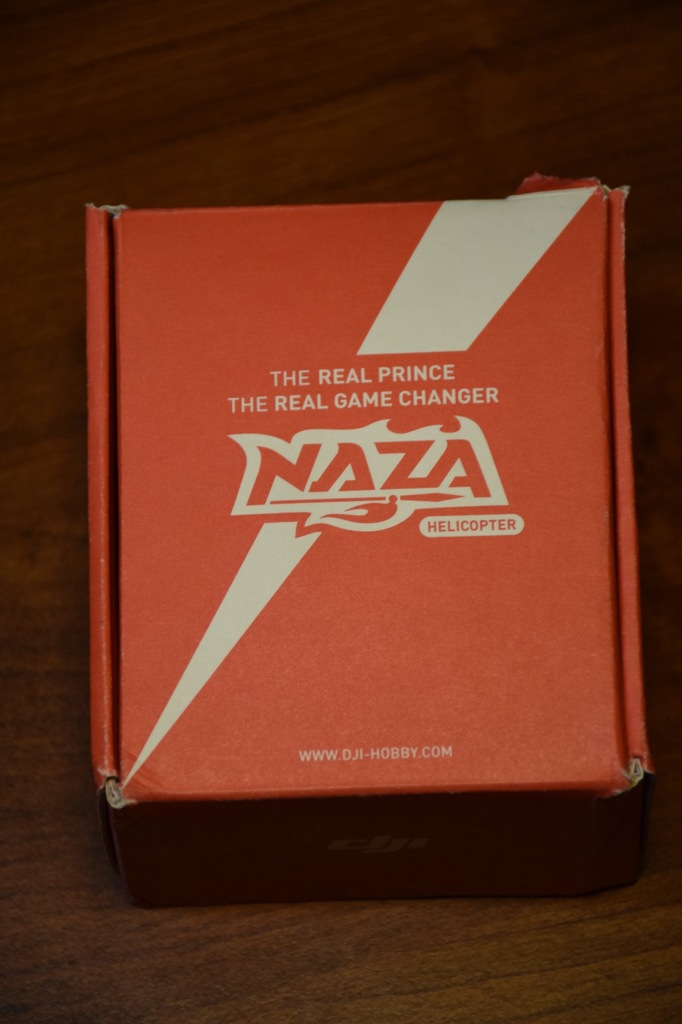 THE REAL PRINCE
THE REAL GAME CHANGER
NAZA
HELICOPTER
WWW.DJI-HOBBY.COM
dji